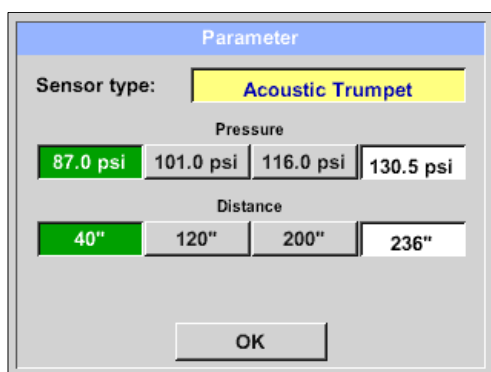 Parameter
Sensor type: Acoustic Trumpet
Pressure
87.0 psi 101.0 psi 116.0 psi 130.5 psi
Distance
40" 120" 200" 236"
OK